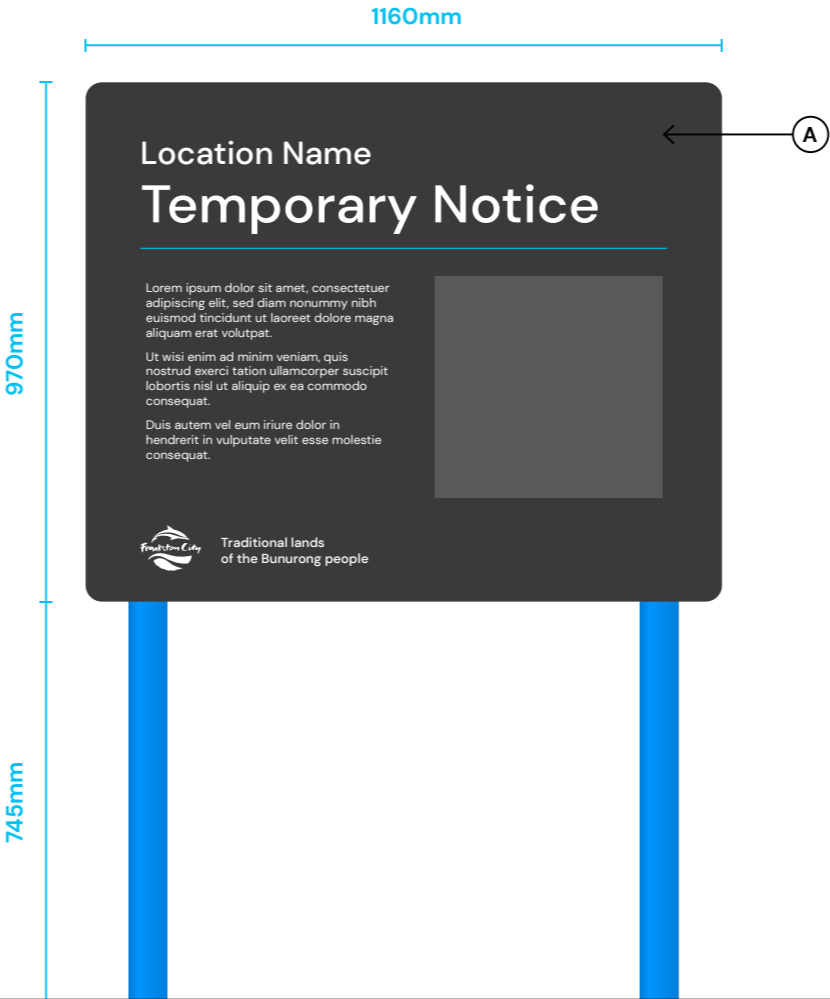 1160mm
A
Location Name
Temporary Notice
970mm
Lorem ipsum dolor sit amet, consectetuer
adipiscing elit, sed diam nonummy nibh
euismod tincidunt ut laoreet dolore magna
aliquam erat volutpat.
Ut wisi enim ad minim veniam, quis
nostrud exerci tation ullamcorper suscipit
lobortis nisl ut aliquip ex ea commodo
consequat.
Duis autem vel eum iriure dolor in
hendrerit in vulputate velit esse molestie
consequat.
Frankston City
Traditional lands
of the Bunurong people
745mm